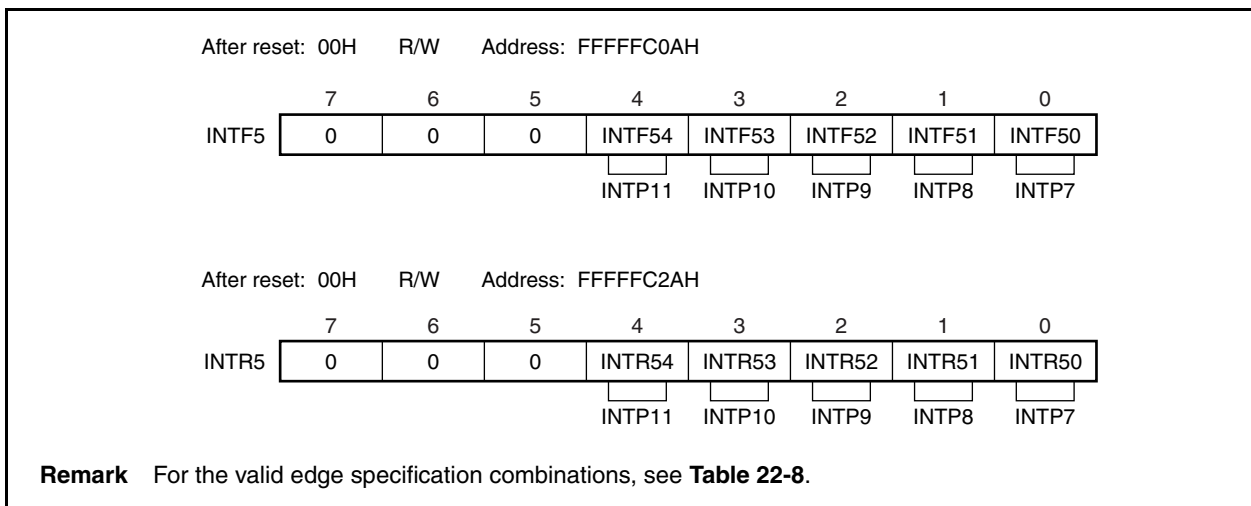 After reset: 00H R/W Address: FFFFFC0AH
7 6 5 4 3 2 1 0
INTF5 0 0 0 INTF54 INTF53 INTF52 INTF51 INTF50
INTP11 INTP10 INTP9 INTP8 INTP7
After reset: 00H R/W Address: FFFFFC2AH
7 6 5 4 3 2 1 0
INTR5 0 0 0 INTR54 INTR53 INTR52 INTR51 INTR50
INTP11 INTP10 INTP9 INTP8 INTP7
Remark For the valid edge specification combinations, see Table 22-8.